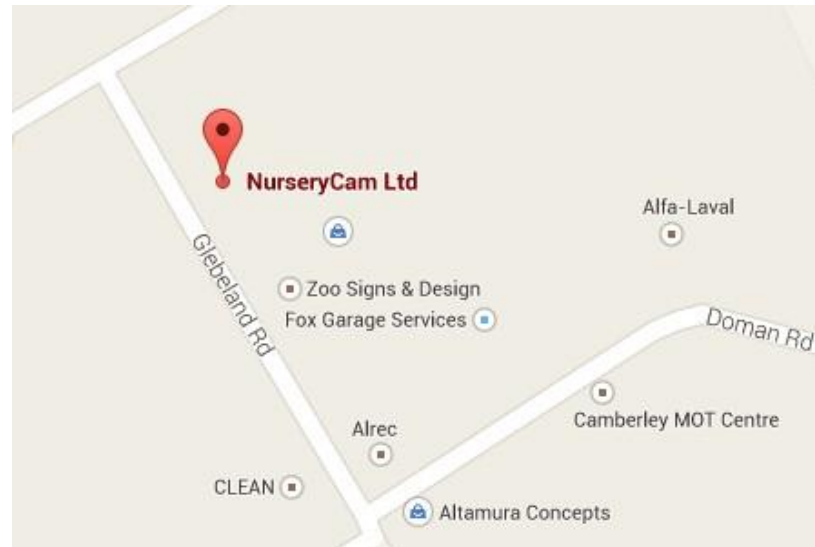 NurseryCam Ltd
Alfa-Laval
Glebeland Rd
Zoo Signs & Design
Fox Garage Services
Doman Rd
Camberley MOT Centre
Alrec
CLEAN
Altamura Concepts